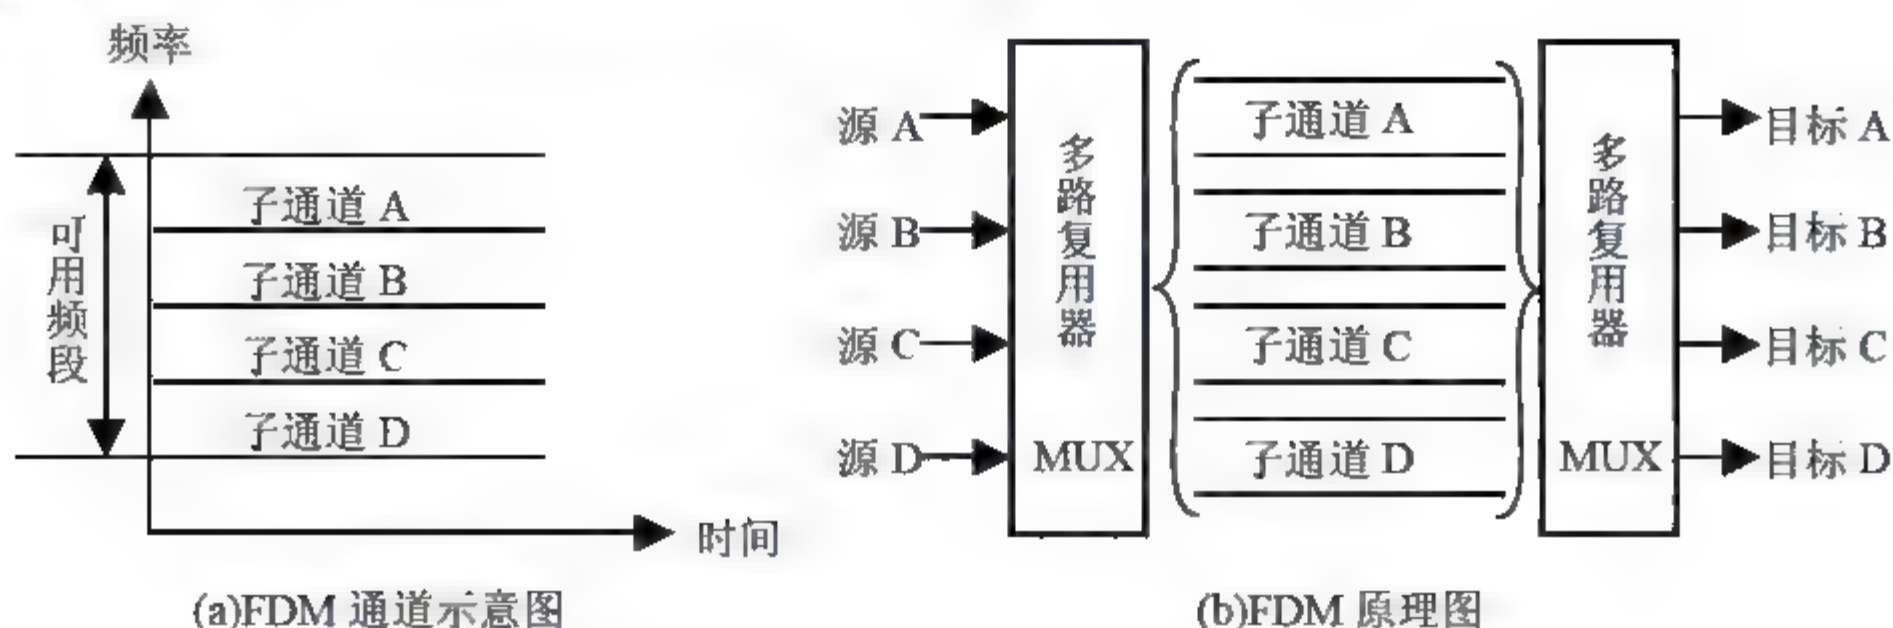 频率
可用频段
子通道 A
子通道 B
子通道 C
子通道 D
时间
(a)FDM 通道示意图
源 A
源 B
源 C
源 D
多路复用器
MUX
子通道 A
子通道 B
子通道 C
子通道 D
多路复用器
MUX
目标 A
目标 B
目标 C
目标 D
(b)FDM 原理图